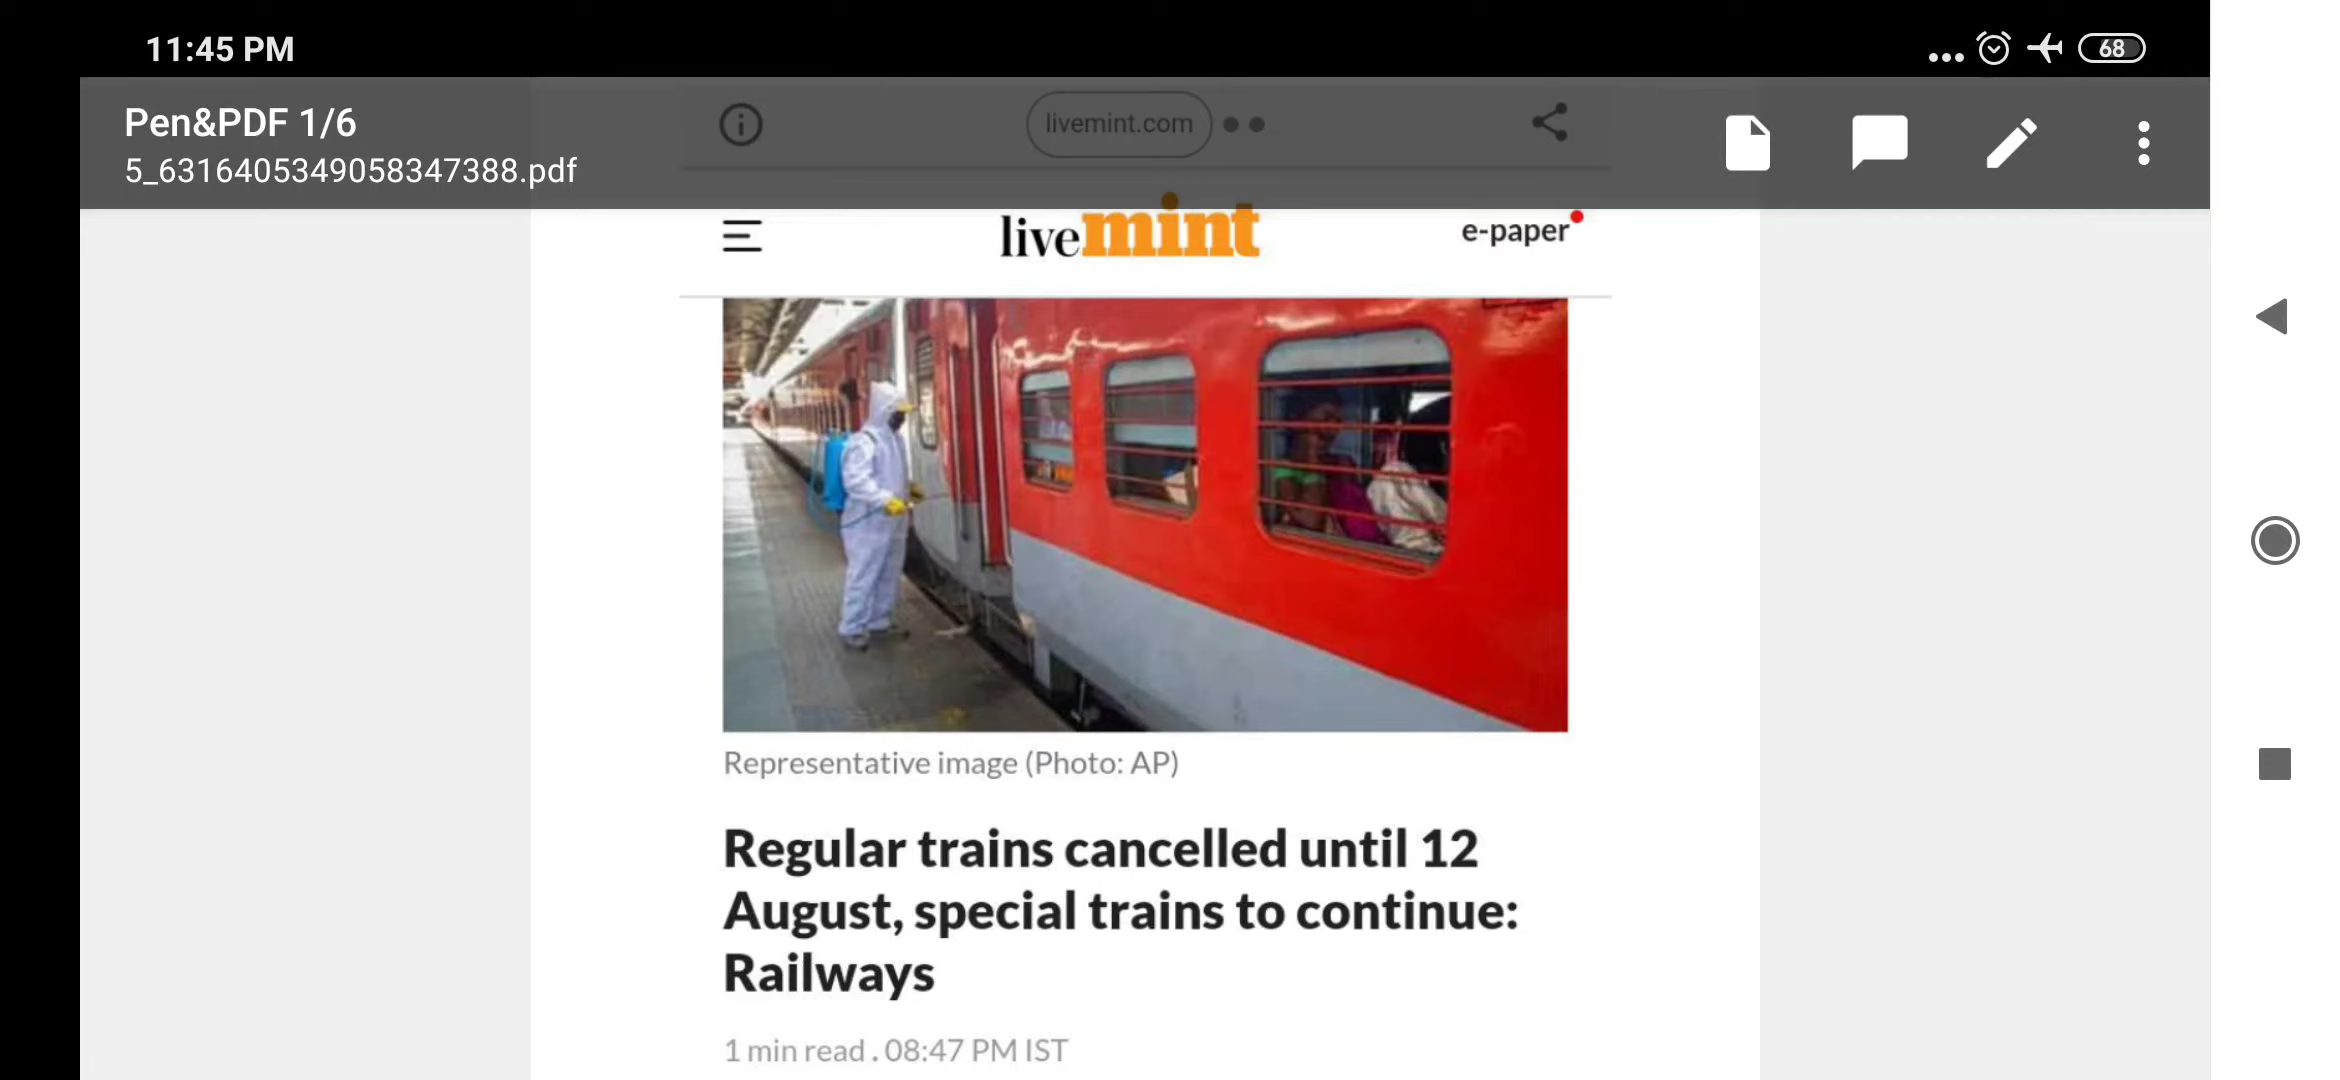 11:45 PM
68
Pen&PDF 1/6
5_6316405349058347388.pdf
livemint.com
livemint
e-paper
Representative image (Photo: AP)
Regular trains cancelled until 12
August, special trains to continue:
Railways
1 min read . 08:47 PM IST